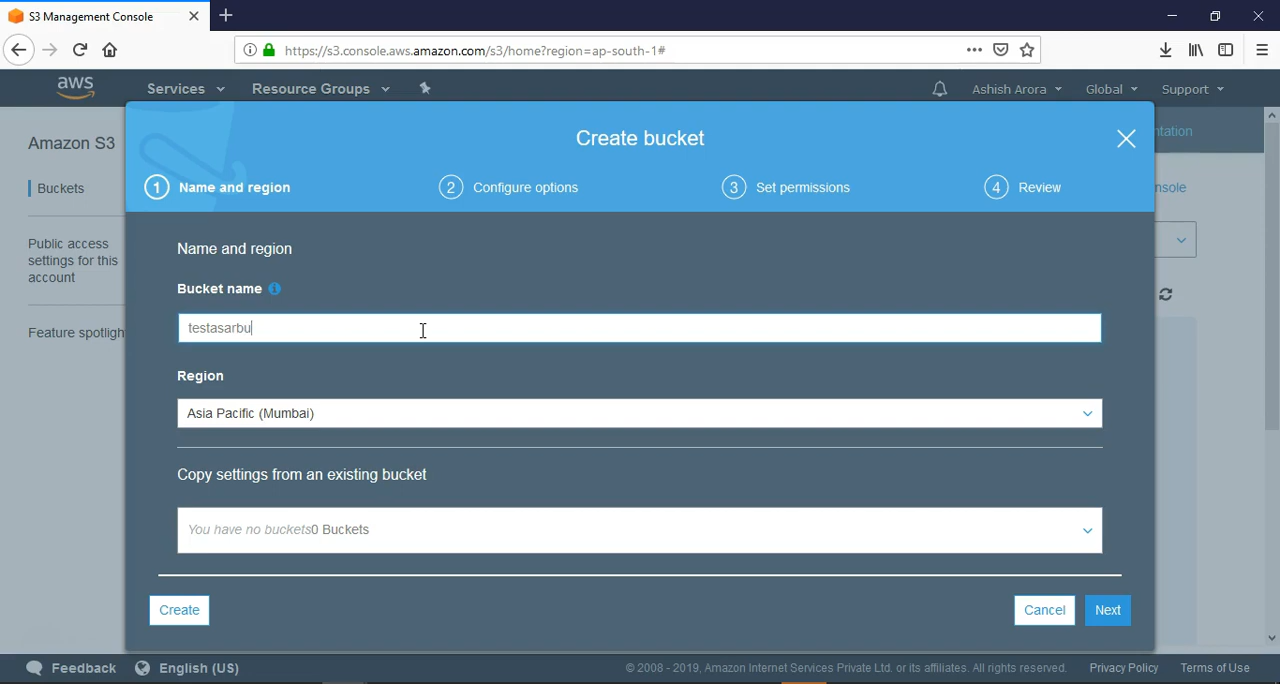 S3 Management Console
https://s3.console.aws.amazon.com/s3/home?region=ap-south-1#
aws Services Resource Groups Ashish Arora Global Support
Create bucket
1 Name and region 2 Configure options 3 Set permissions 4 Review
Amazon S3
Buckets
Public access
settings for this
account
Feature spotligh
ntation
nsole
Name and region
Bucket name
testasarbu
Region
Asia Pacific (Mumbai)
Copy settings from an existing bucket
You have no buckets0 Buckets
Create Cancel Next
Feedback English (US) © 2008 - 2019, Amazon Internet Services Private Ltd. or its affiliates. All rights reserved. Privacy Policy Terms of Use